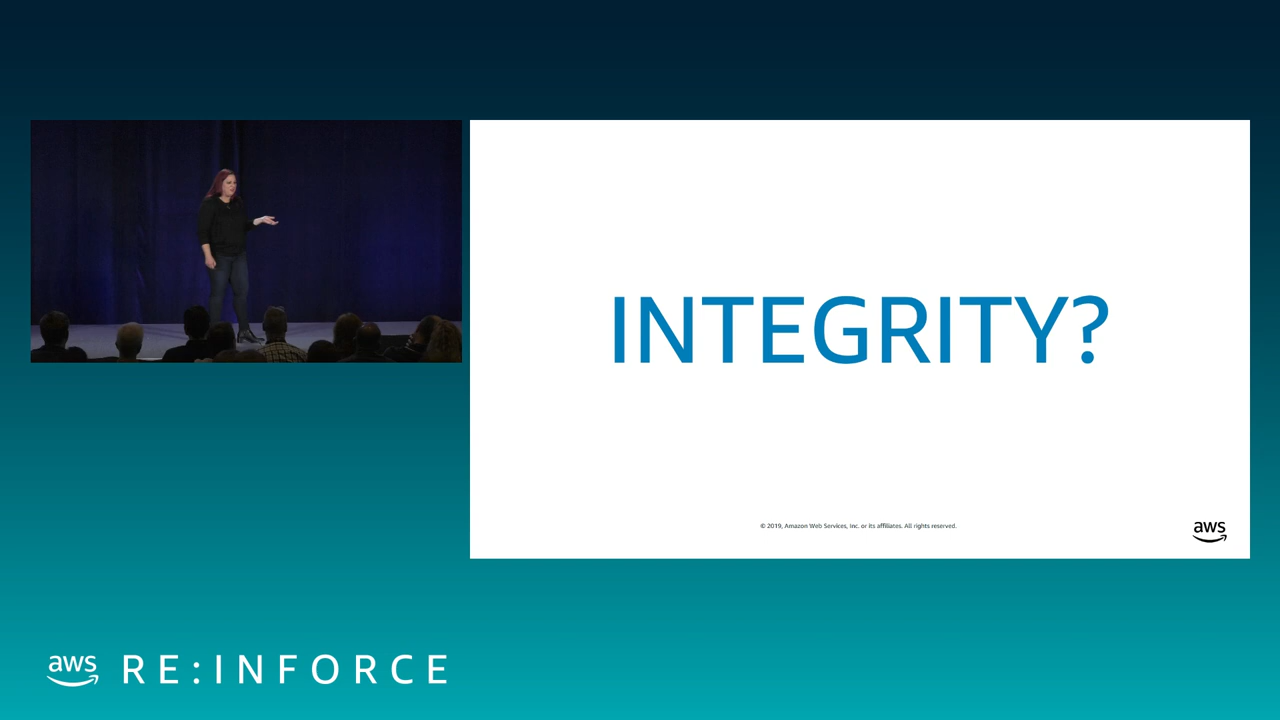 INTEGRITY?
© 2019, Amazon Web Services, Inc. or its affiliates. All rights reserved.
aws
aws RE:INFORCE